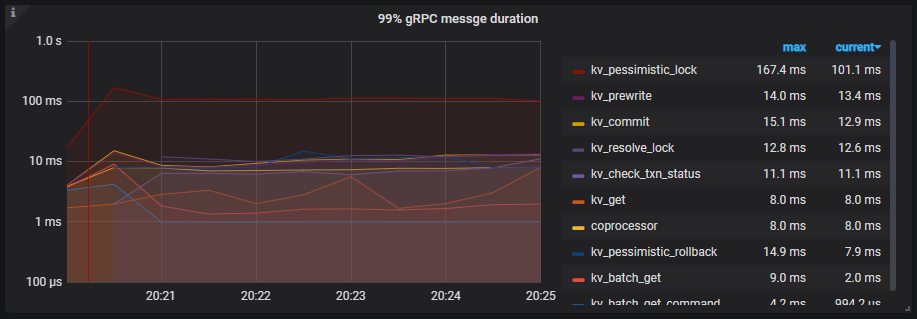 i
99% gRPC messge duration
1.0 s
100 ms
10 ms
1 ms
100 µs
20:21 20:22 20:23 20:24 20:25
max current
kv_pessimistic_lock 167.4 ms 101.1 ms
kv_prewrite 14.0 ms 13.4 ms
kv_commit 15.1 ms 12.9 ms
kv_resolve_lock 12.8 ms 12.6 ms
kv_check_txn_status 11.1 ms 11.1 ms
kv_get 8.0 ms 8.0 ms
coprocessor 8.0 ms 8.0 ms
kv_pessimistic_rollback 14.9 ms 7.9 ms
kv_batch_get 9.0 ms 2.0 ms
kv_batch_get_command 4.2 ms 994.2 us